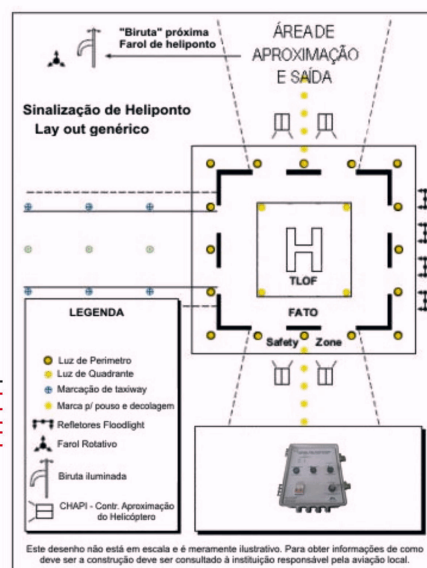 "Biruta" próxima
Farol de heliponto
ÁREA DE
APROXIMAÇÃO
E SAÍDA
Sinalização de Heliponto
Lay out genérico
H
TLOF
FATO
Safety Zone
LEGENDA
Luz de Perimetro
Luz de Quadrante
Marcação de taxiway
Marca p/ pouso e decolagem
Refletores Floodlight
Farol Rotativo
Biruta iluminada
CHAPI - Contr. Aproximação
do Helicóptero
Este desenho não está em escala e é meramente ilustrativo. Para obter informações de como
deve ser a construção deve ser consultado à instituição responsável pela aviação local.